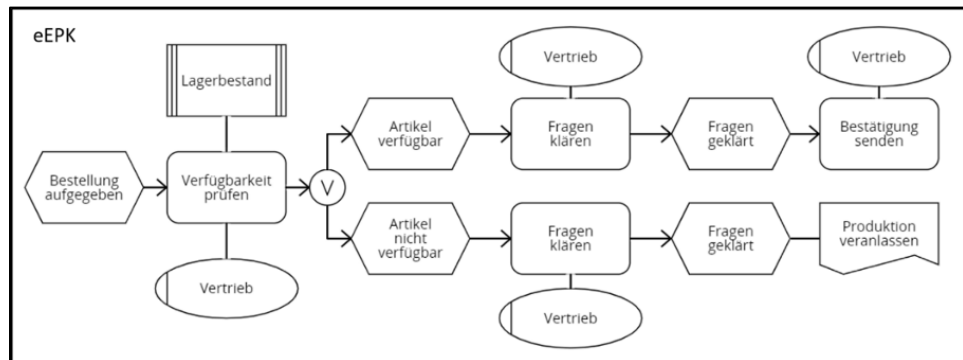 eEPK
Lagerbestand
Bestellung
aufgegeben
Verfügbarkeit
prüfen
Vertrieb
V
Artikel
verfügbar
Vertrieb
Fragen
klären
Fragen
geklärt
Vertrieb
Bestätigung
senden
Artikel
nicht
verfügbar
Fragen
klären
Vertrieb
Fragen
geklärt
Produktion
veranlassen